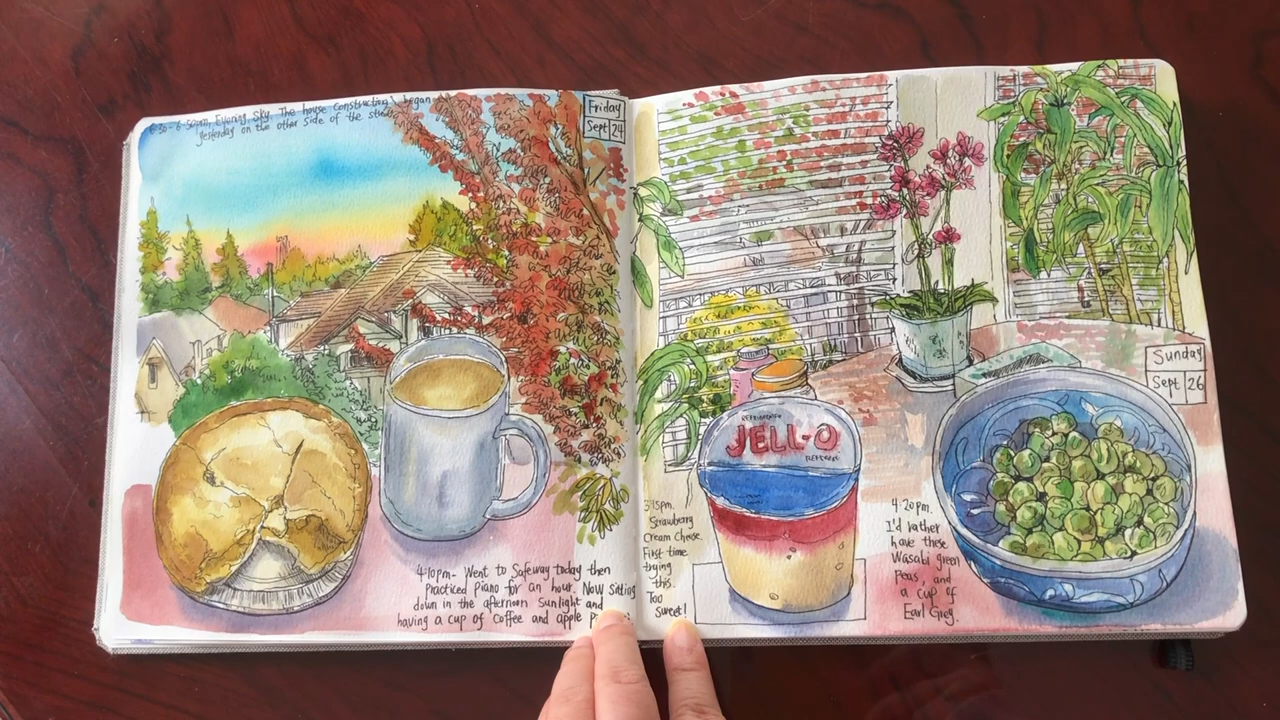 6:30-6:50pm, Evening sky. The house construction began
yesterday on the other side of the street
Friday
Sept 24
4:10pm- Went to Safeway today then
Practiced Piano for an hour. Now sitting
down in the afternoon sunlight and
having a cup of coffee and apple
Sunday
Sept 26
JELL-O
3:45pm.
Strawberry
Cream Cheese.
First time
trying
this.
Too
sweet!
4:20pm.
I'd rather
have these
Wasabi green
peas, and
a cup of
Earl Grey.